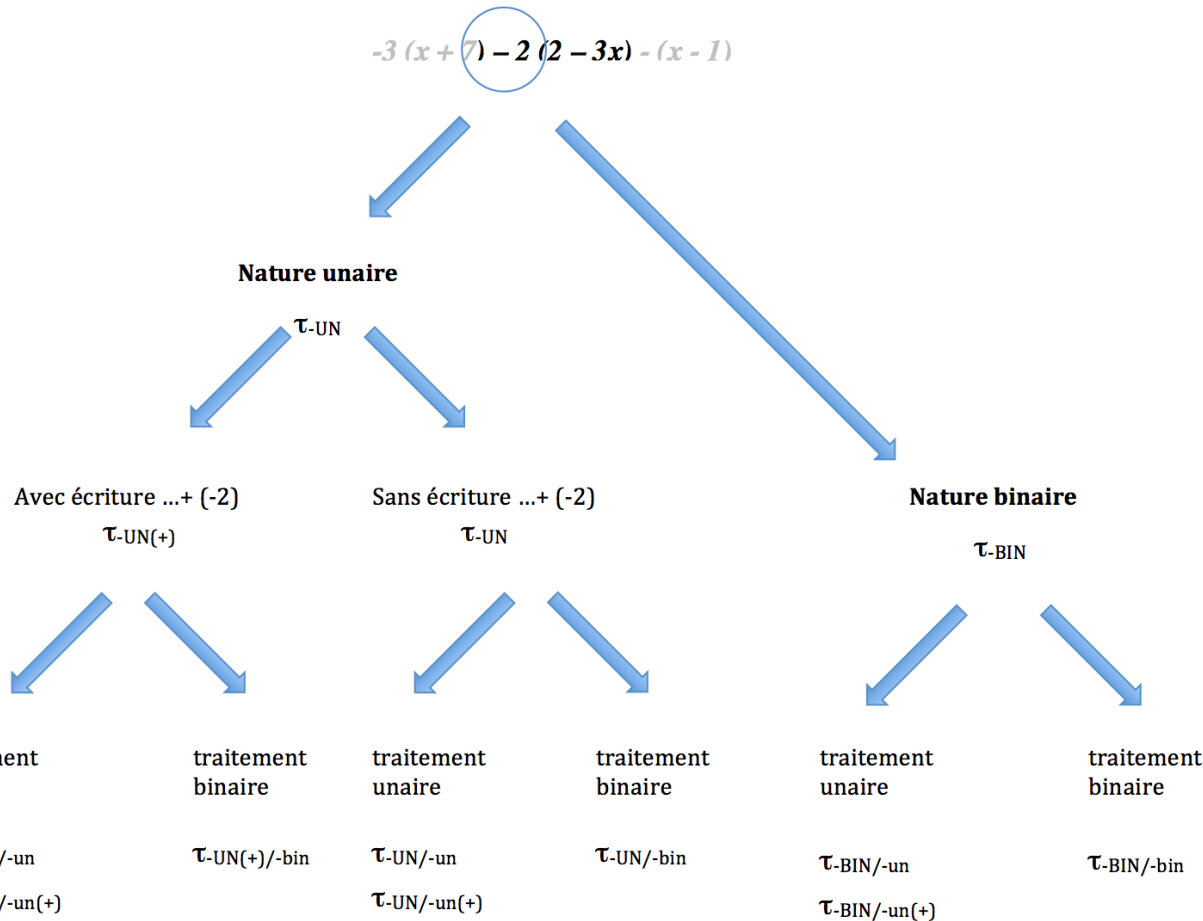 -3 (x + 7) – 2 (2 – 3x) - (x - 1)
Nature unaire
τ-UN
Avec écriture …+ (-2)
τ-UN(+)
Sans écriture …+ (-2)
τ-UN
Nature binaire
τ-BIN
traitement
binaire
τ-UN(+)/-bin
traitement
unaire
τ-UN/-un
τ-UN/-un(+)
traitement
binaire
τ-UN/-bin
traitement
unaire
τ-BIN/-un
τ-BIN/-un(+)
traitement
binaire
τ-BIN/-bin
/-un
/-un(+)